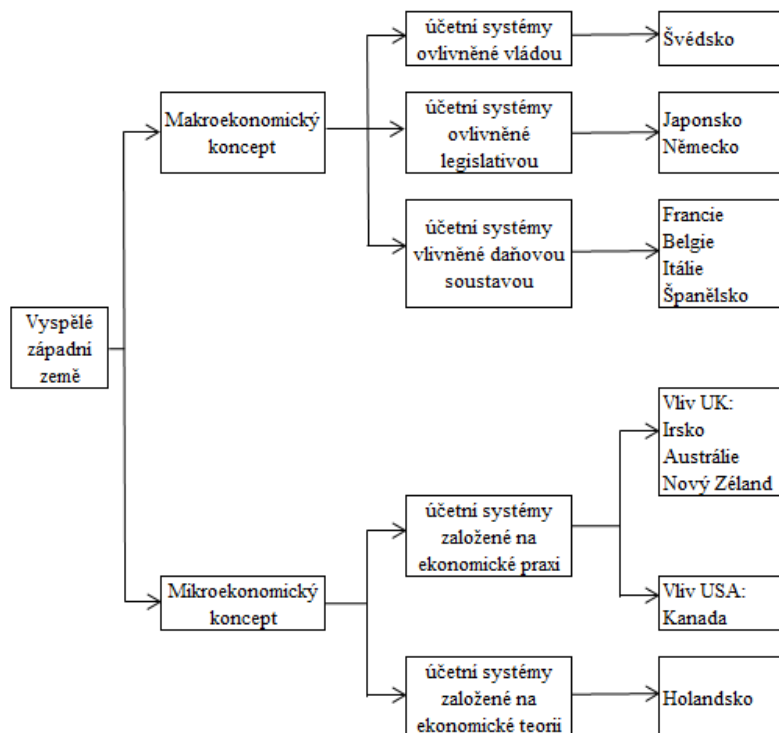 účetní systémy
ovlivněné vládou
Švédsko
Makroekonomický
koncept
účetní systémy
ovlivněné
legislativou
Japonsko
Německo
účetní systémy
vlivněné daňovou
soustavou
Francie
Belgie
Itálie
Španělsko
Vyspělé
západní
země
Vliv UK:
Irsko
Austrálie
Nový Zéland
účetní systémy
založené na
ekonomické praxi
Mikroekonomický
koncept
Vliv USA:
Kanada
účetní systémy
založené na
ekonomické teorii
Holandsko